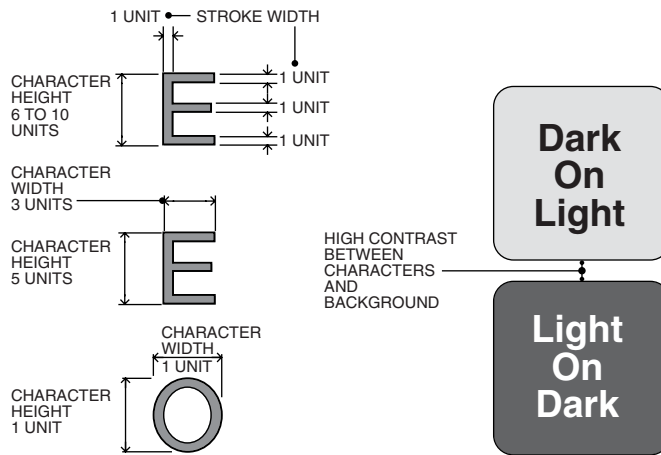 1 UNIT
STROKE WIDTH
CHARACTER
HEIGHT
6 TO 10
UNITS
1 UNIT
1 UNIT
1 UNIT
E
CHARACTER
WIDTH
3 UNITS
CHARACTER
HEIGHT
5 UNITS
E
CHARACTER
WIDTH
1 UNIT
CHARACTER
HEIGHT
1 UNIT
O
HIGH CONTRAST
BETWEEN
CHARACTERS
AND
BACKGROUND
Dark
On
Light
Light
On
Dark